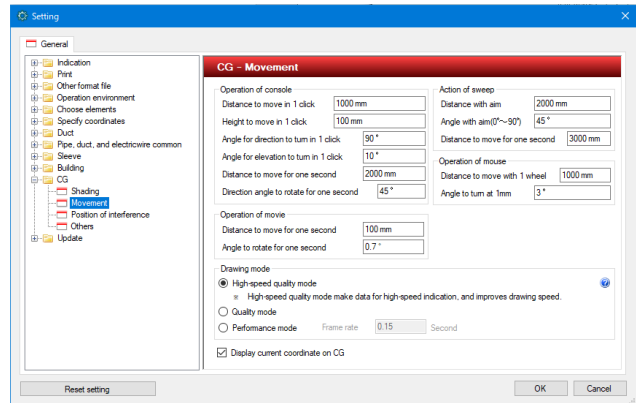 Setting
General
Indication
Print
Other format file
Operation environment
Choose elements
Specify coordinates
Duct
Pipe, duct, and electricwire common
Sleeve
Building
CG
Shading
Movement
Position of interference
Others
Update
CG - Movement
Operation of console
Distance to move in 1 click 1000 mm
Height to move in 1 click 100 mm
Angle for direction to turn in 1 click 90 °
Angle for elevation to turn in 1 click 10 °
Distance to move for one second 2000 mm
Direction angle to rotate for one second 45 °
Action of sweep
Distance with aim 2000 mm
Angle with aim(0°～90°) 45 °
Distance to move for one second 3000 mm
Operation of mouse
Distance to move with 1 wheel 1000 mm
Angle to turn at 1mm 3 °
Operation of movie
Distance to move for one second 100 mm
Angle to rotate for one second 0.7 °
Drawing mode
High-speed quality mode
※ High-speed quality mode make data for high-speed indication, and improves drawing speed.
Quality mode
Performance mode Frame rate 0.15 Second
Display current coordinate on CG
Reset setting OK Cancel